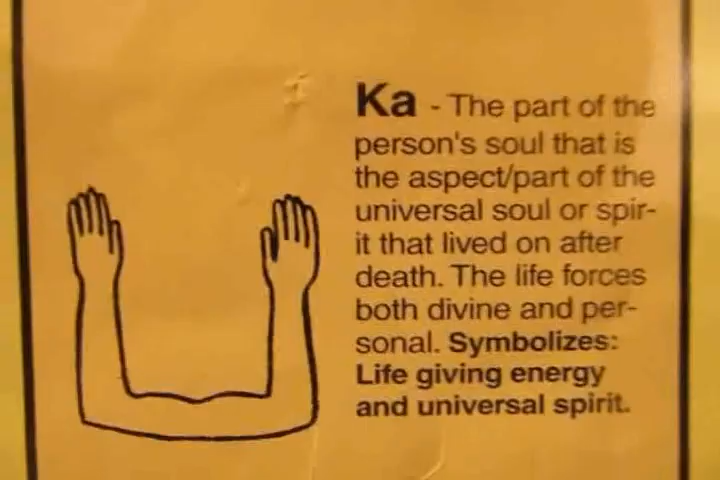 Ka - The part of the
person's soul that is
the aspect/part of the
universal soul or spir-
it that lived on after
death. The life forces
both divine and per-
sonal. Symbolizes:
Life giving energy
and universal spirit.